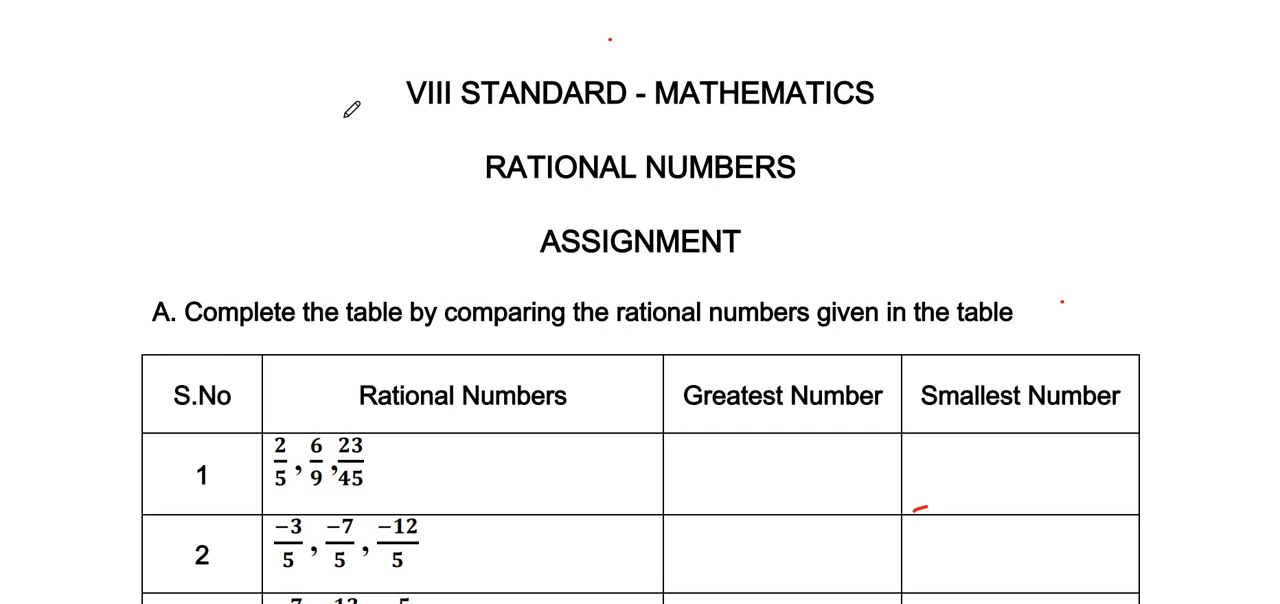 VIII STANDARD - MATHEMATICS
RATIONAL NUMBERS
ASSIGNMENT
A. Complete the table by comparing the rational numbers given in the table
S.No Rational Numbers Greatest Number Smallest Number
1 2/5, 6/9, 23/45
2 -3/5, -7/5, -12/5